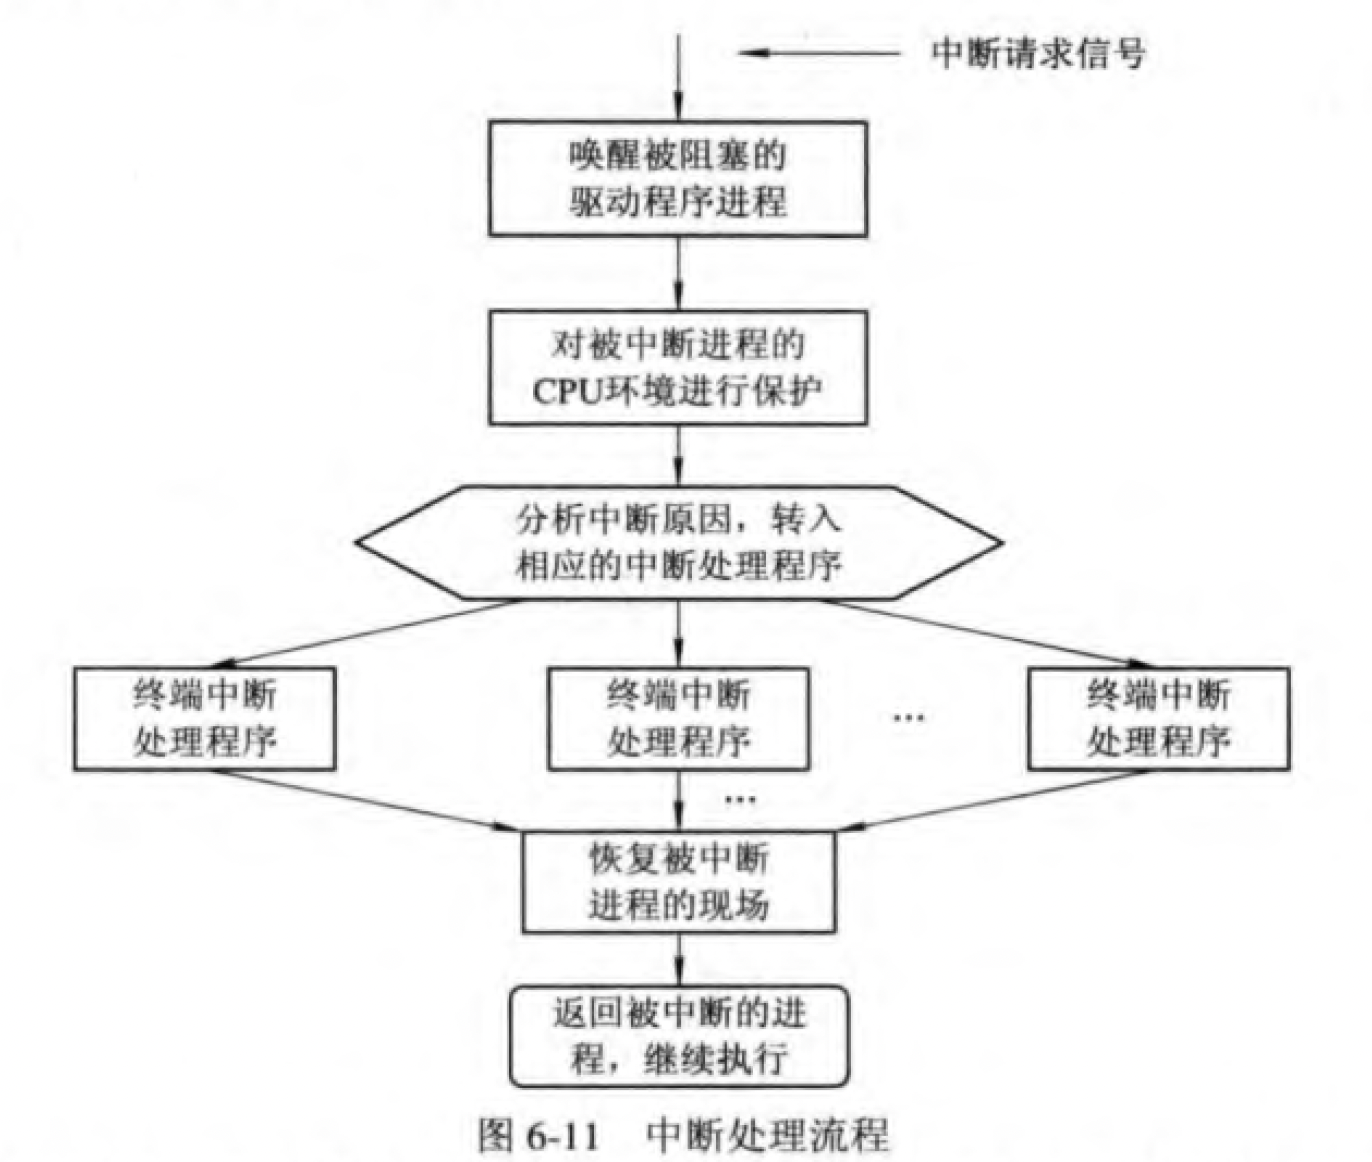 中断请求信号
唤醒被阻塞的
驱动程序进程
对被中断进程的
CPU环境进行保护
分析中断原因，转入
相应的中断处理程序
终端中断
处理程序
终端中断
处理程序
...
终端中断
处理程序
...
恢复被中断
进程的现场
返回被中断的进
程，继续执行
图 6-11 中断处理流程